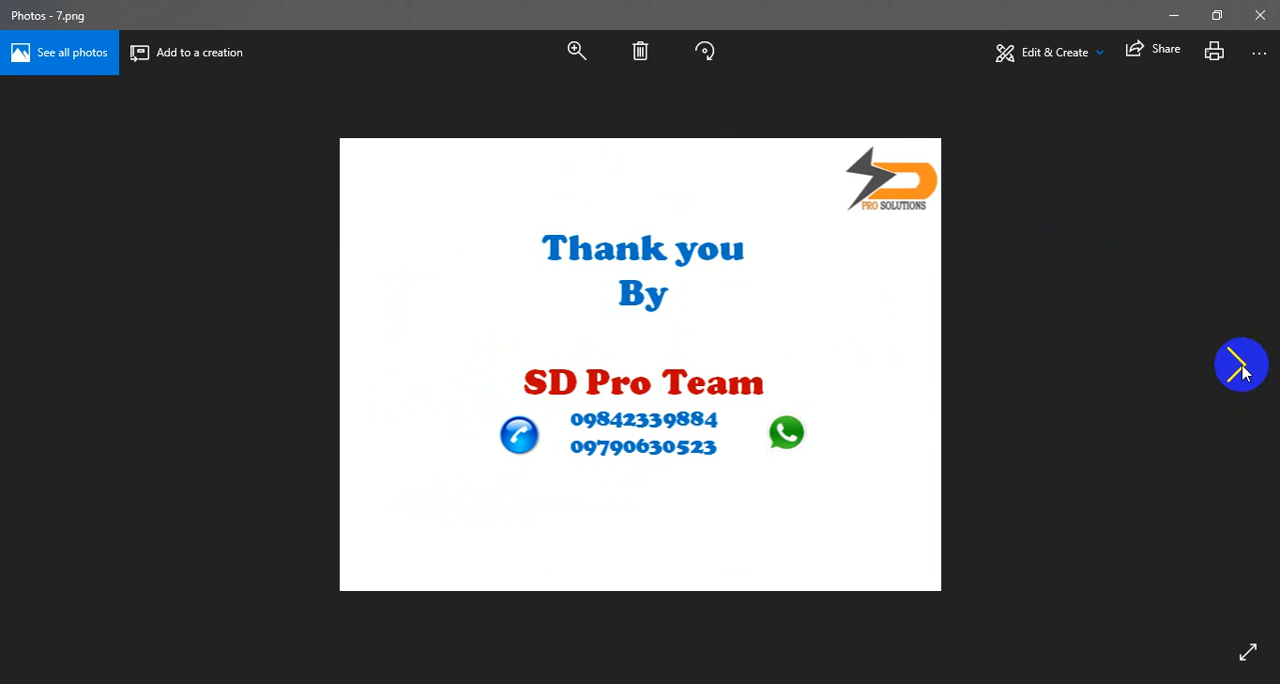 Photos - 7.png
See all photos
Add to a creation
Edit & Create
Share
PRO SOLUTIONS
Thank you
By
SD Pro Team
09842339884
09790630523